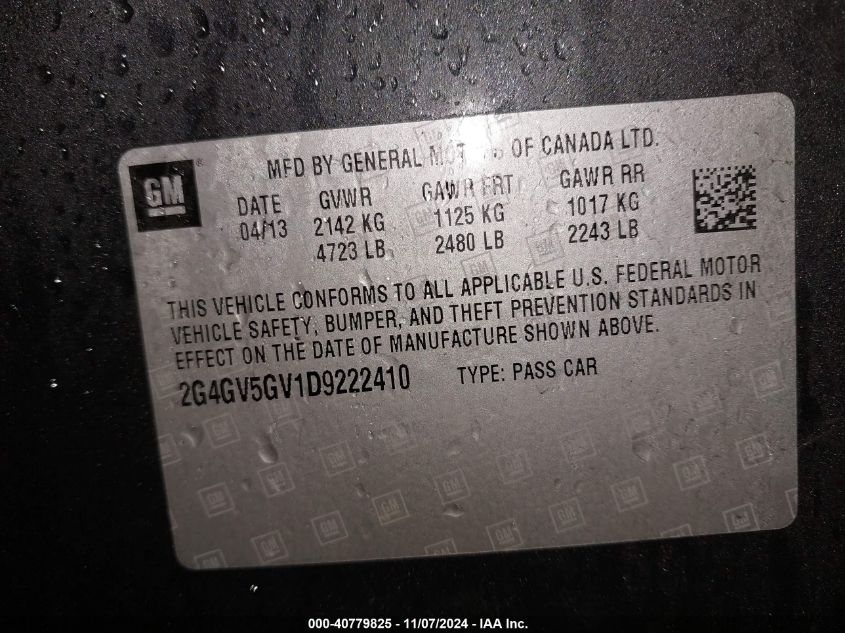 GM
MFD BY GENERAL OF CANADA LTD.
DATE GVWR GAWR FRT GAWR RR
04/13 2142 KG 1125 KG 1017 KG
4723 LB 2480 LB 2243 LB
THIS VEHICLE CONFORMS TO ALL APPLICABLE U.S. FEDERAL MOTOR
VEHICLE SAFETY, BUMPER, AND THEFT PREVENTION STANDARDS IN
EFFECT ON THE DATE OF MANUFACTURE SHOWN ABOVE.
2G4GV5GV1D9222410 TYPE: PASS CAR
000-40779825 - 11/07/2024 - IAA Inc.